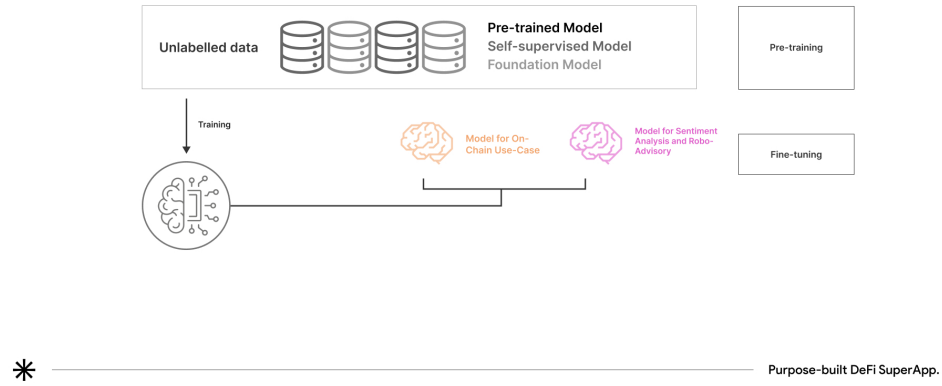 Unlabelled data
Pre-trained Model
Self-supervised Model
Foundation Model
Pre-training
Training
Model for On-
Chain Use-Case
Model for Sentiment
Analysis and Robo-
Advisory
Fine-tuning
Purpose-built DeFi SuperApp.